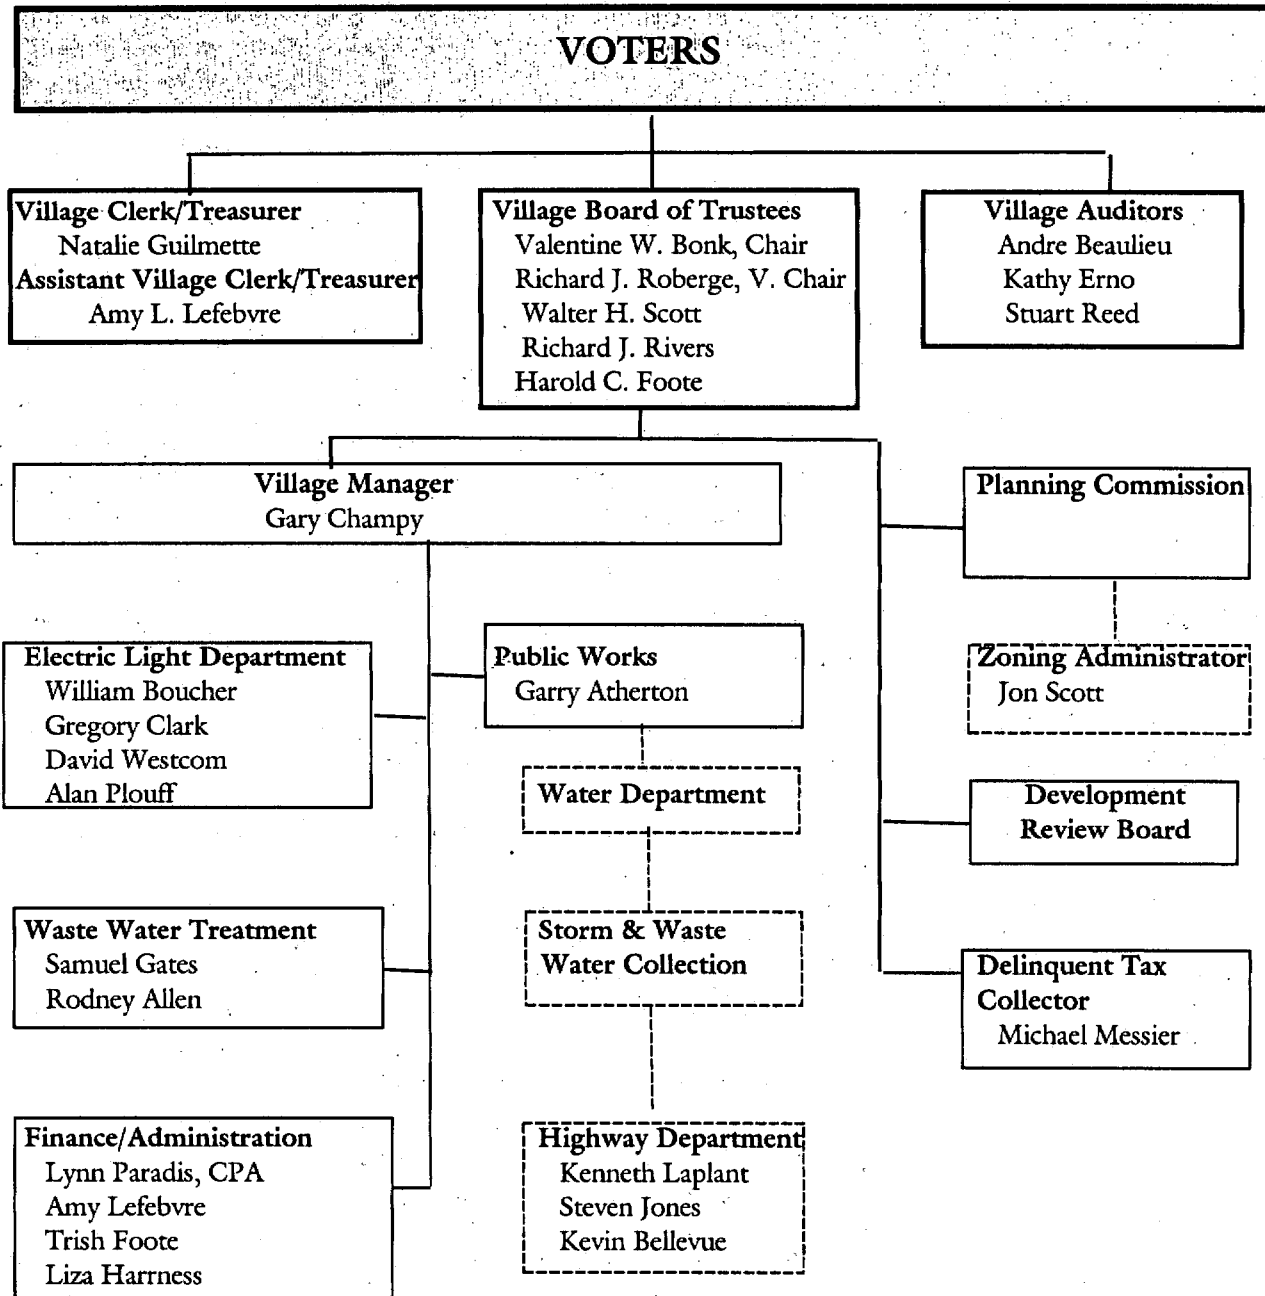 VOTERS
Village Clerk/Treasurer
Natalie Guilmette
Assistant Village Clerk/Treasurer
Amy L. Lefebvre
Village Board of Trustees
Valentine W. Bonk, Chair
Richard J. Roberge, V. Chair
Walter H. Scott
Richard J. Rivers
Harold C. Foote
Village Auditors
Andre Beaulieu
Kathy Erno
Stuart Reed
Village Manager
Gary Champy
Planning Commission
Electric Light Department
William Boucher
Gregory Clark
David Westcom
Alan Plouff
Public Works
Garry Atherton
Zoning Administrator
Jon Scott
Water Department
Development
Review Board
Waste Water Treatment
Samuel Gates
Rodney Allen
Storm & Waste
Water Collection
Delinquent Tax
Collector
Michael Messier
Finance/Administration
Lynn Paradis, CPA
Amy Lefebvre
Trish Foote
Liza Harrness
Highway Department
Kenneth Laplant
Steven Jones
Kevin Bellevue